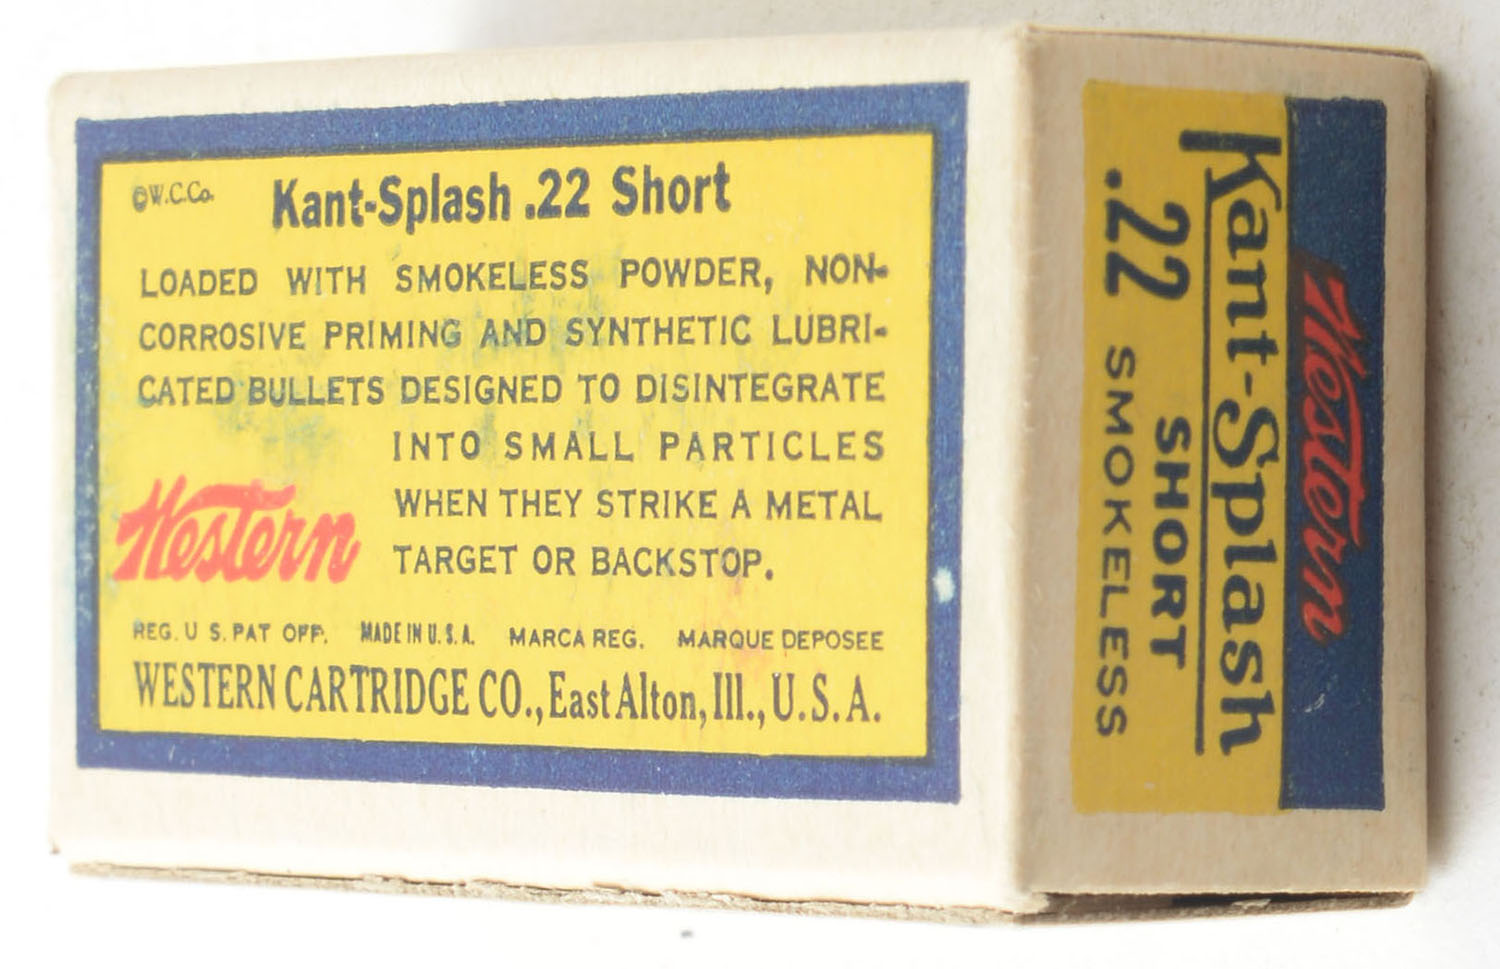 ©W.C.Co.
Kant-Splash .22 Short
LOADED WITH SMOKELESS POWDER, NON-
CORROSIVE PRIMING AND SYNTHETIC LUBRI-
CATED BULLETS DESIGNED TO DISINTEGRATE
INTO SMALL PARTICLES
WHEN THEY STRIKE A METAL
TARGET OR BACKSTOP.
Western
REG. U S. PAT OFF. MADE IN U.S.A. MARCA REG. MARQUE DEPOSEE
WESTERN CARTRIDGE CO., East Alton, Ill., U.S.A.
Western
Kant-Splash
.22 SHORT
SMOKELESS